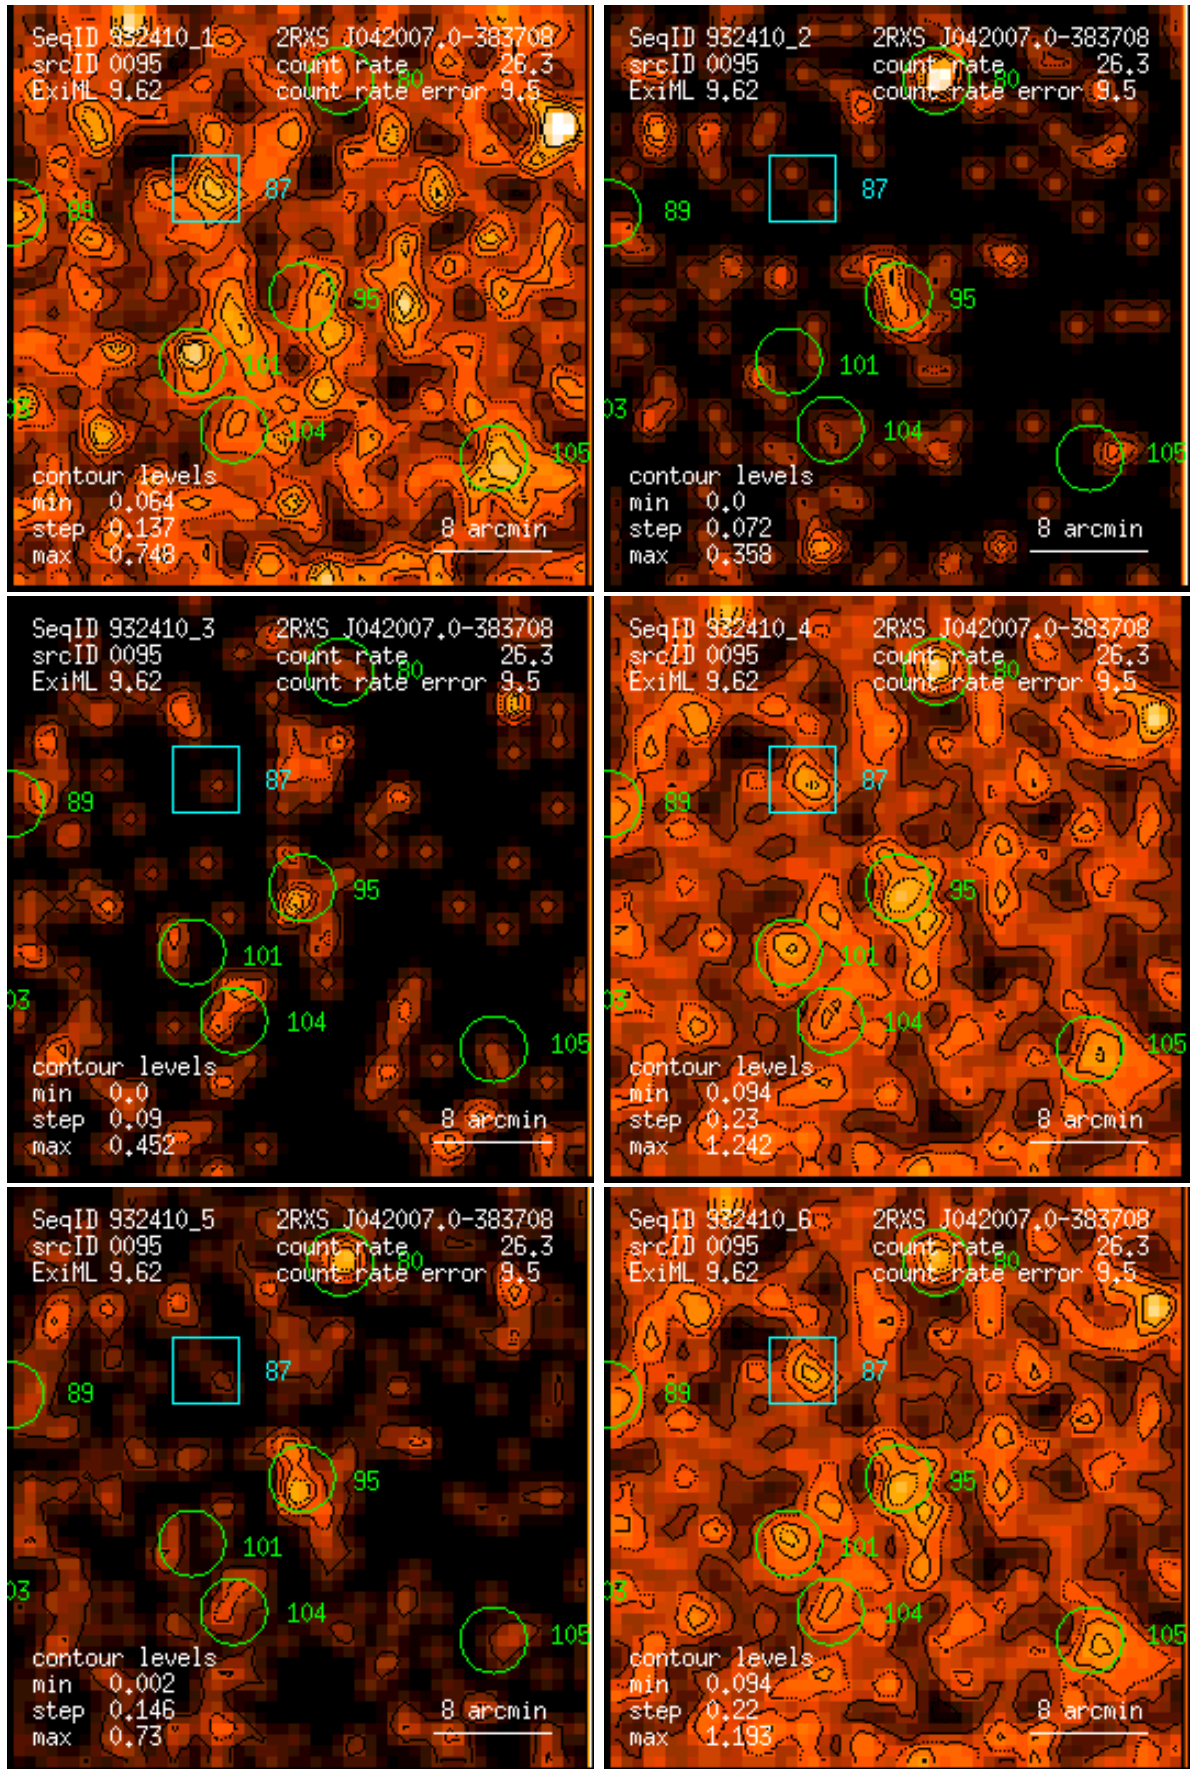 SeqID 932410_1 2RXS J042007.0-383708
srcID 0095 count rate 26.3
ExiML 9.62 count rate error 9.5
80
87
89
95
101
03
104
105
contour levels
min 0.064
step 0.137
max 0.748
8 arcmin
SeqID 932410_2 2RXS J042007.0-383708
srcID 0095 count rate 26.3
ExiML 9.62 count rate error 9.5
80
87
89
95
101
03
104
105
contour levels
min 0.0
step 0.072
max 0.358
8 arcmin
SeqID 932410_3 2RXS J042007.0-383708
srcID 0095 count rate 26.3
ExiML 9.62 count rate error 9.5
80
87
89
95
101
03
104
105
contour levels
min 0.0
step 0.09
max 0.452
8 arcmin
SeqID 932410_4 2RXS J042007.0-383708
srcID 0095 count rate 26.3
ExiML 9.62 count rate error 9.5
80
87
89
95
101
03
104
105
contour levels
min 0.094
step 0.23
max 1.242
8 arcmin
SeqID 932410_5 2RXS J042007.0-383708
srcID 0095 count rate 26.3
ExiML 9.62 count rate error 9.5
80
87
89
95
101
03
104
105
contour levels
min 0.002
step 0.146
max 0.73
8 arcmin
SeqID 932410_6 2RXS J042007.0-383708
srcID 0095 count rate 26.3
ExiML 9.62 count rate error 9.5
80
87
89
95
101
03
104
105
contour levels
min 0.094
step 0.22
max 1.193
8 arcmin